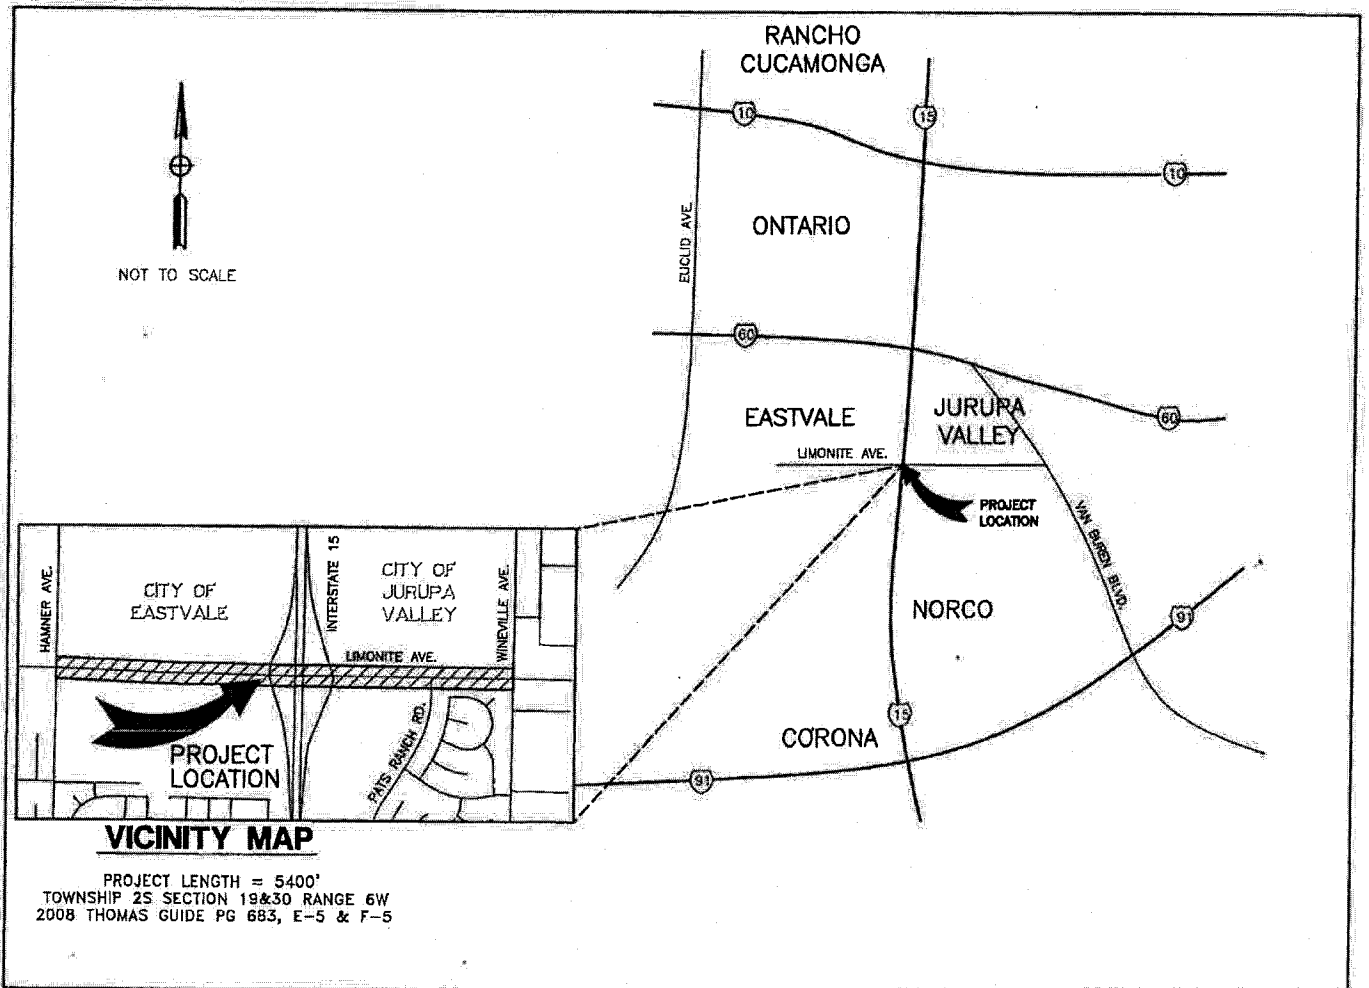 RANCHO
CUCAMONGA
10
15
10
EUCLID AVE.
ONTARIO
NOT TO SCALE
60
EASTVALE
JURUPA
VALLEY
60
LIMONITE AVE.
PROJECT
LOCATION
VAN BUREN BLVD.
NORCO
91
15
CORONA
91
HAMNER AVE.
CITY OF
EASTVALE
INTERSTATE 15
CITY OF
JURUPA
VALLEY
WINEVILLE AVE.
LIMONITE AVE.
PROJECT
LOCATION
PATS RANCH RD.
VICINITY MAP
PROJECT LENGTH = 5400'
TOWNSHIP 2S SECTION 19&30 RANGE 6W
2008 THOMAS GUIDE PG 683, E-5 & F-5